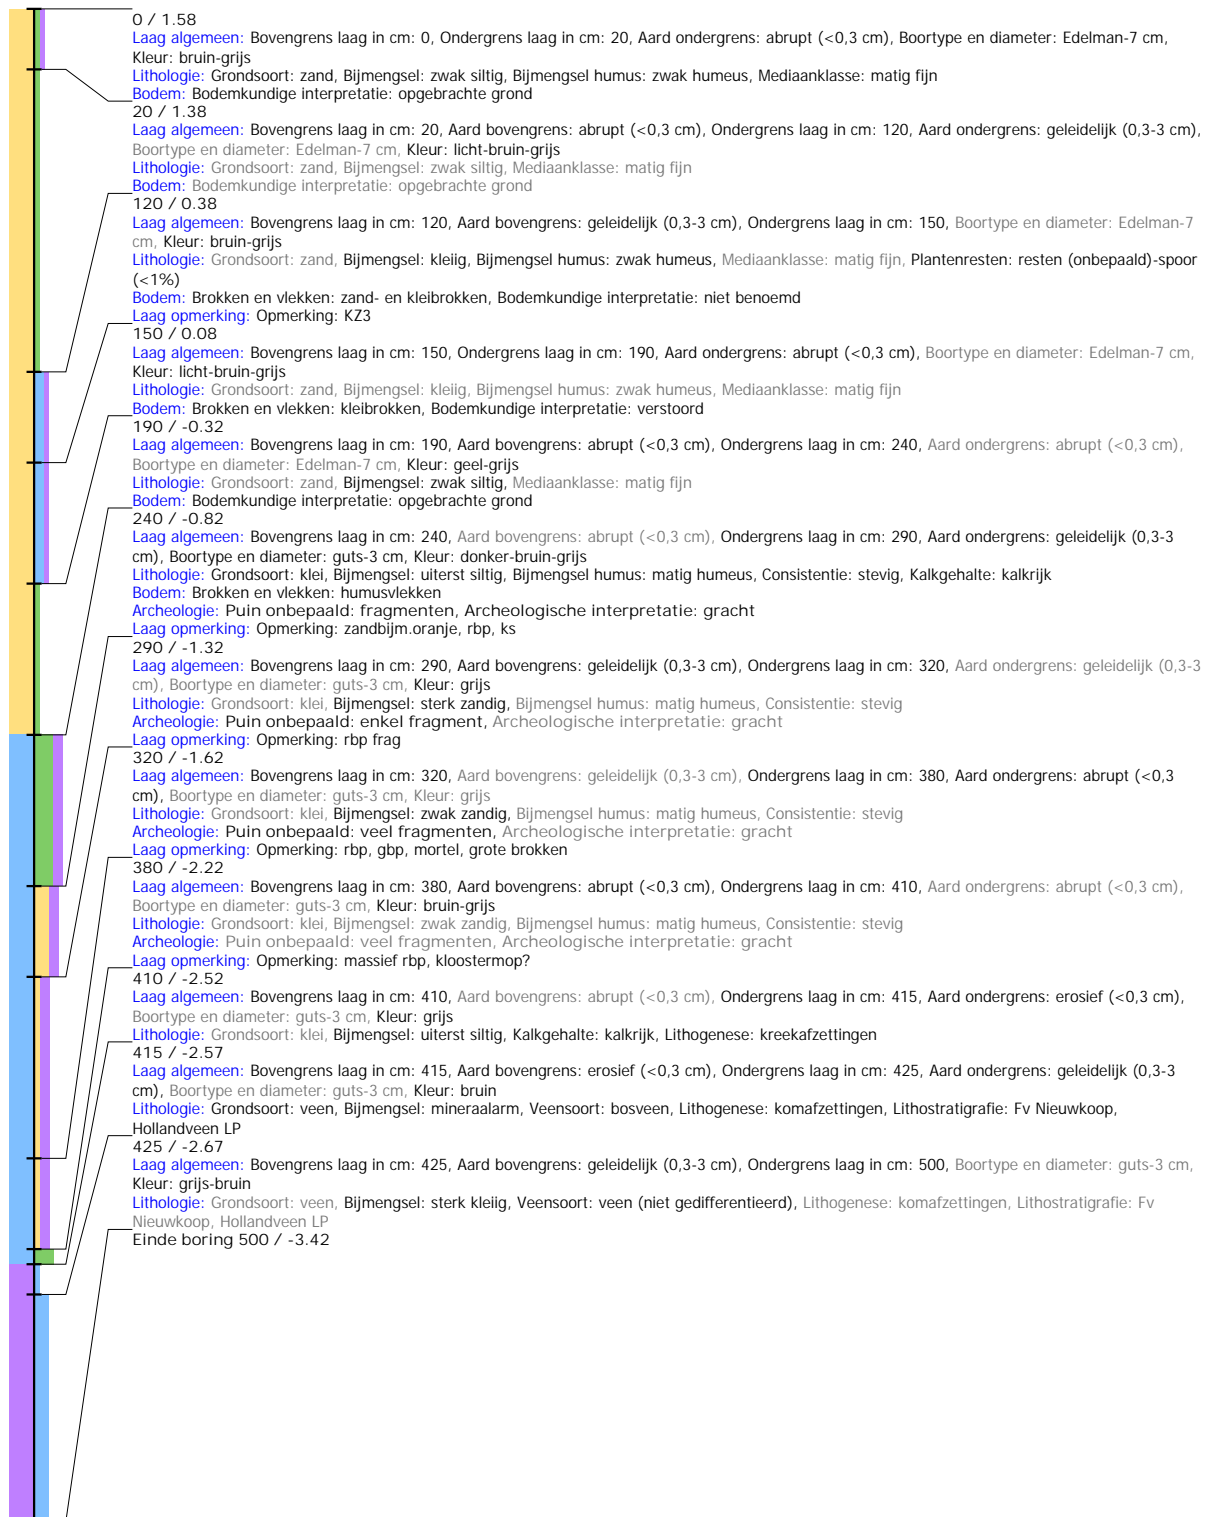 0 / 1.58
Laag algemeen: Bovengrens laag in cm: 0, Ondergrens laag in cm: 20, Aard ondergrens: abrupt (<0,3 cm), Boortype en diameter: Edelman-7 cm,
Kleur: bruin-grijs
Lithologie: Grondsoort: zand, Bijmengsel: zwak siltig, Bijmengsel humus: zwak humeus, Mediaanklasse: matig fijn
Bodem: Bodemkundige interpretatie: opgebrachte grond
20 / 1.38
Laag algemeen: Bovengrens laag in cm: 20, Aard bovengrens: abrupt (<0,3 cm), Ondergrens laag in cm: 120, Aard ondergrens: geleidelijk (0,3-3 cm),
Boortype en diameter: Edelman-7 cm, Kleur: licht-bruin-grijs
Lithologie: Grondsoort: zand, Bijmengsel: zwak siltig, Mediaanklasse: matig fijn
Bodem: Bodemkundige interpretatie: opgebrachte grond
120 / 0.38
Laag algemeen: Bovengrens laag in cm: 120, Aard bovengrens: geleidelijk (0,3-3 cm), Ondergrens laag in cm: 150, Boortype en diameter: Edelman-7
cm, Kleur: bruin-grijs
Lithologie: Grondsoort: zand, Bijmengsel: kleiig, Bijmengsel humus: zwak humeus, Mediaanklasse: matig fijn, Plantenresten: resten (onbepaald)-spoor
(<1%)
Bodem: Brokken en vlekken: zand- en kleibrokken, Bodemkundige interpretatie: niet benoemd
Laag opmerking: Opmerking: KZ3
150 / 0.08
Laag algemeen: Bovengrens laag in cm: 150, Ondergrens laag in cm: 190, Aard ondergrens: abrupt (<0,3 cm), Boortype en diameter: Edelman-7 cm,
Kleur: licht-bruin-grijs
Lithologie: Grondsoort: zand, Bijmengsel: kleiig, Bijmengsel humus: zwak humeus, Mediaanklasse: matig fijn
Bodem: Brokken en vlekken: kleibrokken, Bodemkundige interpretatie: verstoord
190 / -0.32
Laag algemeen: Bovengrens laag in cm: 190, Aard bovengrens: abrupt (<0,3 cm), Ondergrens laag in cm: 240, Aard ondergrens: abrupt (<0,3 cm),
Boortype en diameter: Edelman-7 cm, Kleur: geel-grijs
Lithologie: Grondsoort: zand, Bijmengsel: zwak siltig, Mediaanklasse: matig fijn
Bodem: Bodemkundige interpretatie: opgebrachte grond
240 / -0.82
Laag algemeen: Bovengrens laag in cm: 240, Aard bovengrens: abrupt (<0,3 cm), Ondergrens laag in cm: 290, Aard ondergrens: geleidelijk (0,3-3
cm), Boortype en diameter: guts-3 cm, Kleur: donker-bruin-grijs
Lithologie: Grondsoort: klei, Bijmengsel: uiterst siltig, Bijmengsel humus: matig humeus, Consistentie: stevig, Kalkgehalte: kalkrijk
Bodem: Brokken en vlekken: humusvlekken
Archeologie: Puin onbepaald: fragmenten, Archeologische interpretatie: gracht
Laag opmerking: Opmerking: zandbijm.oranje, rbp, ks
290 / -1.32
Laag algemeen: Bovengrens laag in cm: 290, Aard bovengrens: geleidelijk (0,3-3 cm), Ondergrens laag in cm: 320, Aard ondergrens: geleidelijk (0,3-3
cm), Boortype en diameter: guts-3 cm, Kleur: grijs
Lithologie: Grondsoort: klei, Bijmengsel: sterk zandig, Bijmengsel humus: matig humeus, Consistentie: stevig
Archeologie: Puin onbepaald: enkel fragment, Archeologische interpretatie: gracht
Laag opmerking: Opmerking: rbp frag
320 / -1.62
Laag algemeen: Bovengrens laag in cm: 320, Aard bovengrens: geleidelijk (0,3-3 cm), Ondergrens laag in cm: 380, Aard ondergrens: abrupt (<0,3
cm), Boortype en diameter: guts-3 cm, Kleur: grijs
Lithologie: Grondsoort: klei, Bijmengsel: zwak zandig, Bijmengsel humus: matig humeus, Consistentie: stevig
Archeologie: Puin onbepaald: veel fragmenten, Archeologische interpretatie: gracht
Laag opmerking: Opmerking: rbp, gbp, mortel, grote brokken
380 / -2.22
Laag algemeen: Bovengrens laag in cm: 380, Aard bovengrens: abrupt (<0,3 cm), Ondergrens laag in cm: 410, Aard ondergrens: abrupt (<0,3 cm),
Boortype en diameter: guts-3 cm, Kleur: bruin-grijs
Lithologie: Grondsoort: klei, Bijmengsel: zwak zandig, Bijmengsel humus: matig humeus, Consistentie: stevig
Archeologie: Puin onbepaald: veel fragmenten, Archeologische interpretatie: gracht
Laag opmerking: Opmerking: massief rbp, kloostermop?
410 / -2.52
Laag algemeen: Bovengrens laag in cm: 410, Aard bovengrens: abrupt (<0,3 cm), Ondergrens laag in cm: 415, Aard ondergrens: erosief (<0,3 cm),
Boortype en diameter: guts-3 cm, Kleur: grijs
Lithologie: Grondsoort: klei, Bijmengsel: uiterst siltig, Kalkgehalte: kalkrijk, Lithogenese: kreekafzettingen
415 / -2.57
Laag algemeen: Bovengrens laag in cm: 415, Aard bovengrens: erosief (<0,3 cm), Ondergrens laag in cm: 425, Aard ondergrens: geleidelijk (0,3-3
cm), Boortype en diameter: guts-3 cm, Kleur: bruin
Lithologie: Grondsoort: veen, Bijmengsel: mineraalarm, Veensoort: bosveen, Lithogenese: komafzettingen, Lithostratigrafie: Fv Nieuwkoop,
Hollandveen LP
425 / -2.67
Laag algemeen: Bovengrens laag in cm: 425, Aard bovengrens: geleidelijk (0,3-3 cm), Ondergrens laag in cm: 500, Boortype en diameter: guts-3 cm,
Kleur: grijs-bruin
Lithologie: Grondsoort: veen, Bijmengsel: sterk kleiig, Veensoort: veen (niet gedifferentieerd), Lithogenese: komafzettingen, Lithostratigrafie: Fv
Nieuwkoop, Hollandveen LP
Einde boring 500 / -3.42